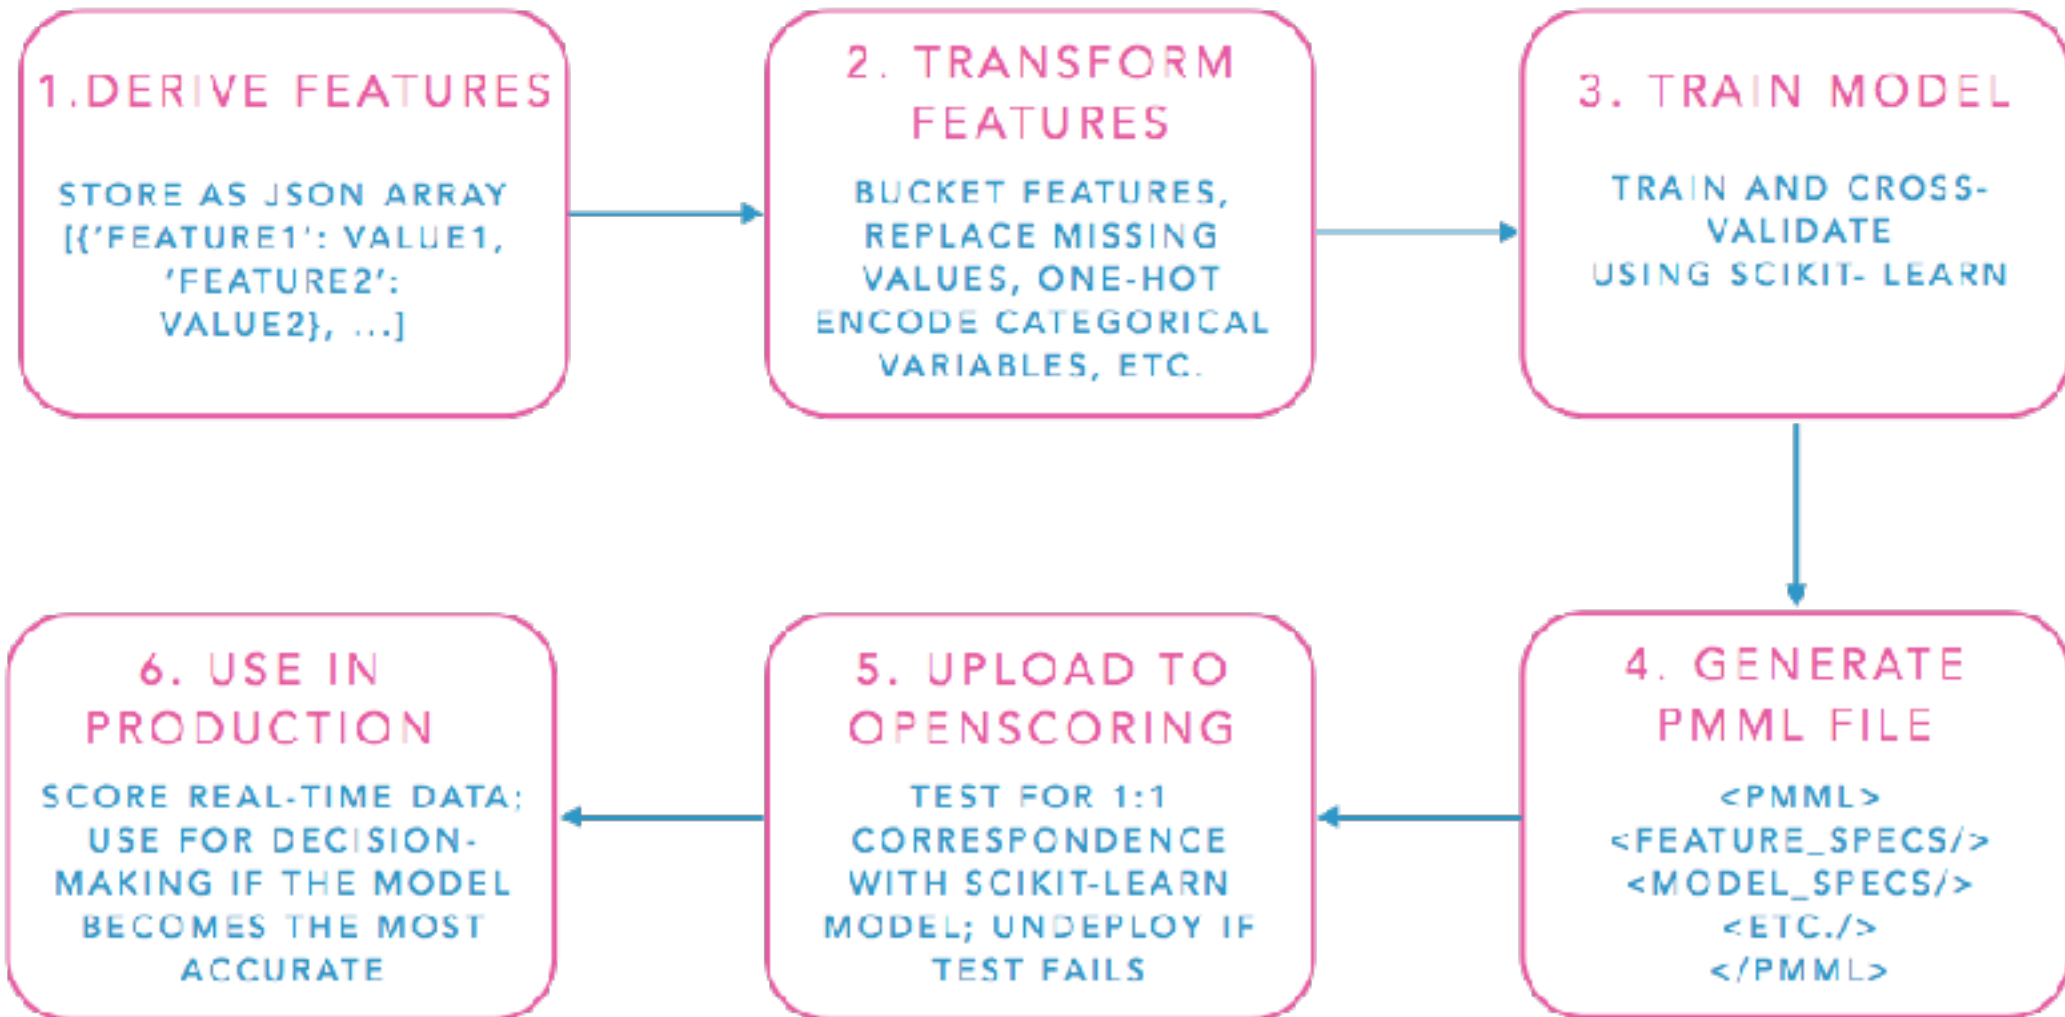 1.DERIVE FEATURES
STORE AS JSON ARRAY
[{'FEATURE1': VALUE1,
'FEATURE2':
VALUE2}, ...]
2. TRANSFORM
FEATURES
BUCKET FEATURES,
REPLACE MISSING
VALUES, ONE-HOT
ENCODE CATEGORICAL
VARIABLES, ETC.
3. TRAIN MODEL
TRAIN AND CROSS-
VALIDATE
USING SCIKIT- LEARN
4. GENERATE
PMML FILE
<PMML>
<FEATURE_SPECS/>
<MODEL_SPECS/>
<ETC./>
</PMML>
5. UPLOAD TO
OPENSCORING
TEST FOR 1:1
CORRESPONDENCE
WITH SCIKIT-LEARN
MODEL; UNDEPLOY IF
TEST FAILS
6. USE IN
PRODUCTION
SCORE REAL-TIME DATA;
USE FOR DECISION-
MAKING IF THE MODEL
BECOMES THE MOST
ACCURATE